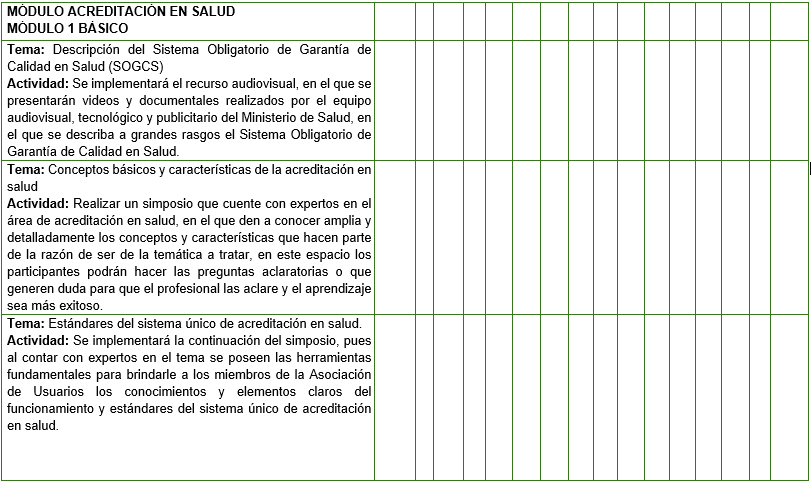 MÓDULO ACREDITACIÓN EN SALUD
MÓDULO 1 BÁSICO
Tema: Descripción del Sistema Obligatorio de Garantía de
Calidad en Salud (SOGCS)
Actividad: Se implementará el recurso audiovisual, en el que se
presentarán videos y documentales realizados por el equipo
audiovisual, tecnológico y publicitario del Ministerio de Salud, en
el que se describa a grandes rasgos el Sistema Obligatorio de
Garantía de Calidad en Salud.
Tema: Conceptos básicos y características de la acreditación en
salud
Actividad: Realizar un simposio que cuente con expertos en el
área de acreditación en salud, en el que den a conocer amplia y
detalladamente los conceptos y características que hacen parte
de la razón de ser de la temática a tratar, en este espacio los
participantes podrán hacer las preguntas aclaratorias o que
generen duda para que el profesional las aclare y el aprendizaje
sea más exitoso.
Tema: Estándares del sistema único de acreditación en salud.
Actividad: Se implementará la continuación del simposio, pues
al contar con expertos en el tema se poseen las herramientas
fundamentales para brindarle a los miembros de la Asociación
de Usuarios los conocimientos y elementos claros del
funcionamiento y estándares del sistema único de acreditación
en salud.